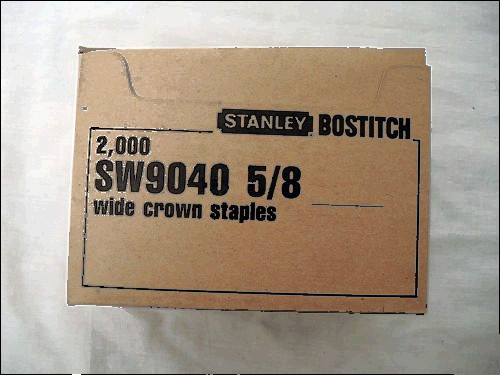 STANLEY BOSTITCH
2,000
SW9040 5/8
wide crown staples